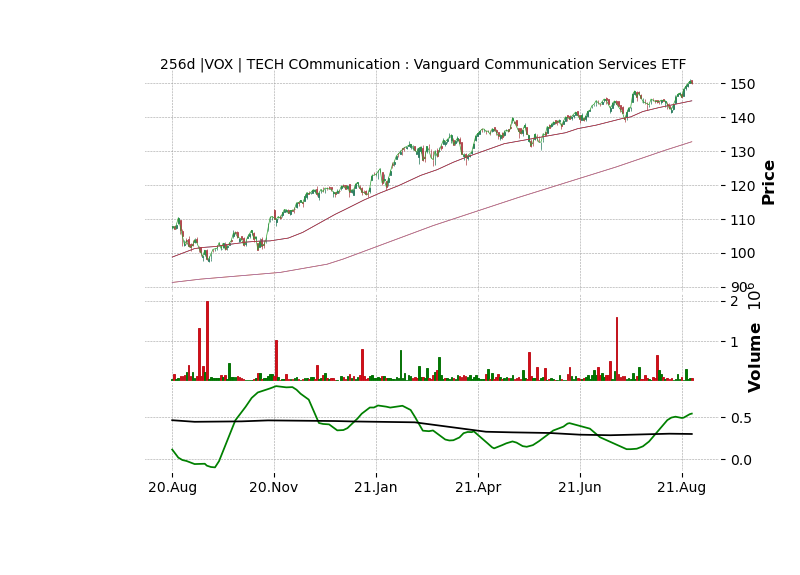 256d |VOX | TECH COmmunication : Vanguard Communication Services ETF
150
140
130
120
110
100
90
Price
2
1
Volume 10⁶
0.5
0.0
20.Aug 20.Nov 21.Jan 21.Apr 21.Jun 21.Aug